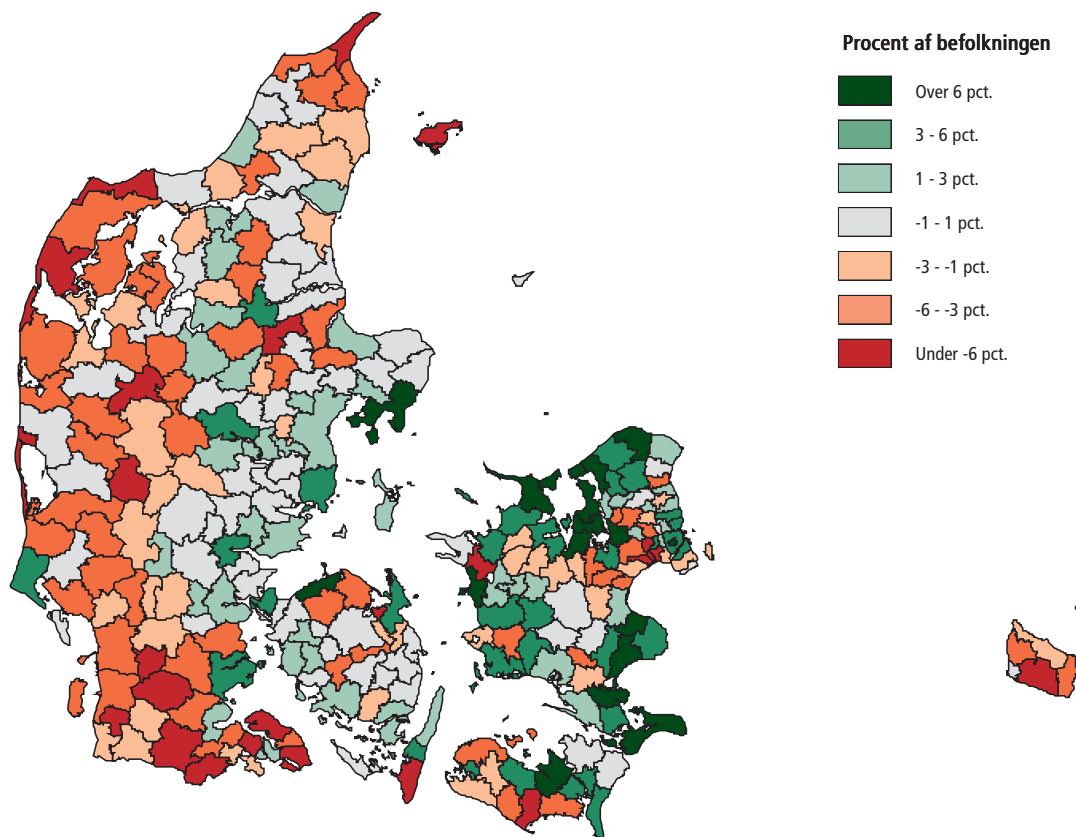 Procent af befolkningen
Over 6 pct.
3 - 6 pct.
1 - 3 pct.
-1 - 1 pct.
-3 - -1 pct.
-6 - -3 pct.
Under -6 pct.